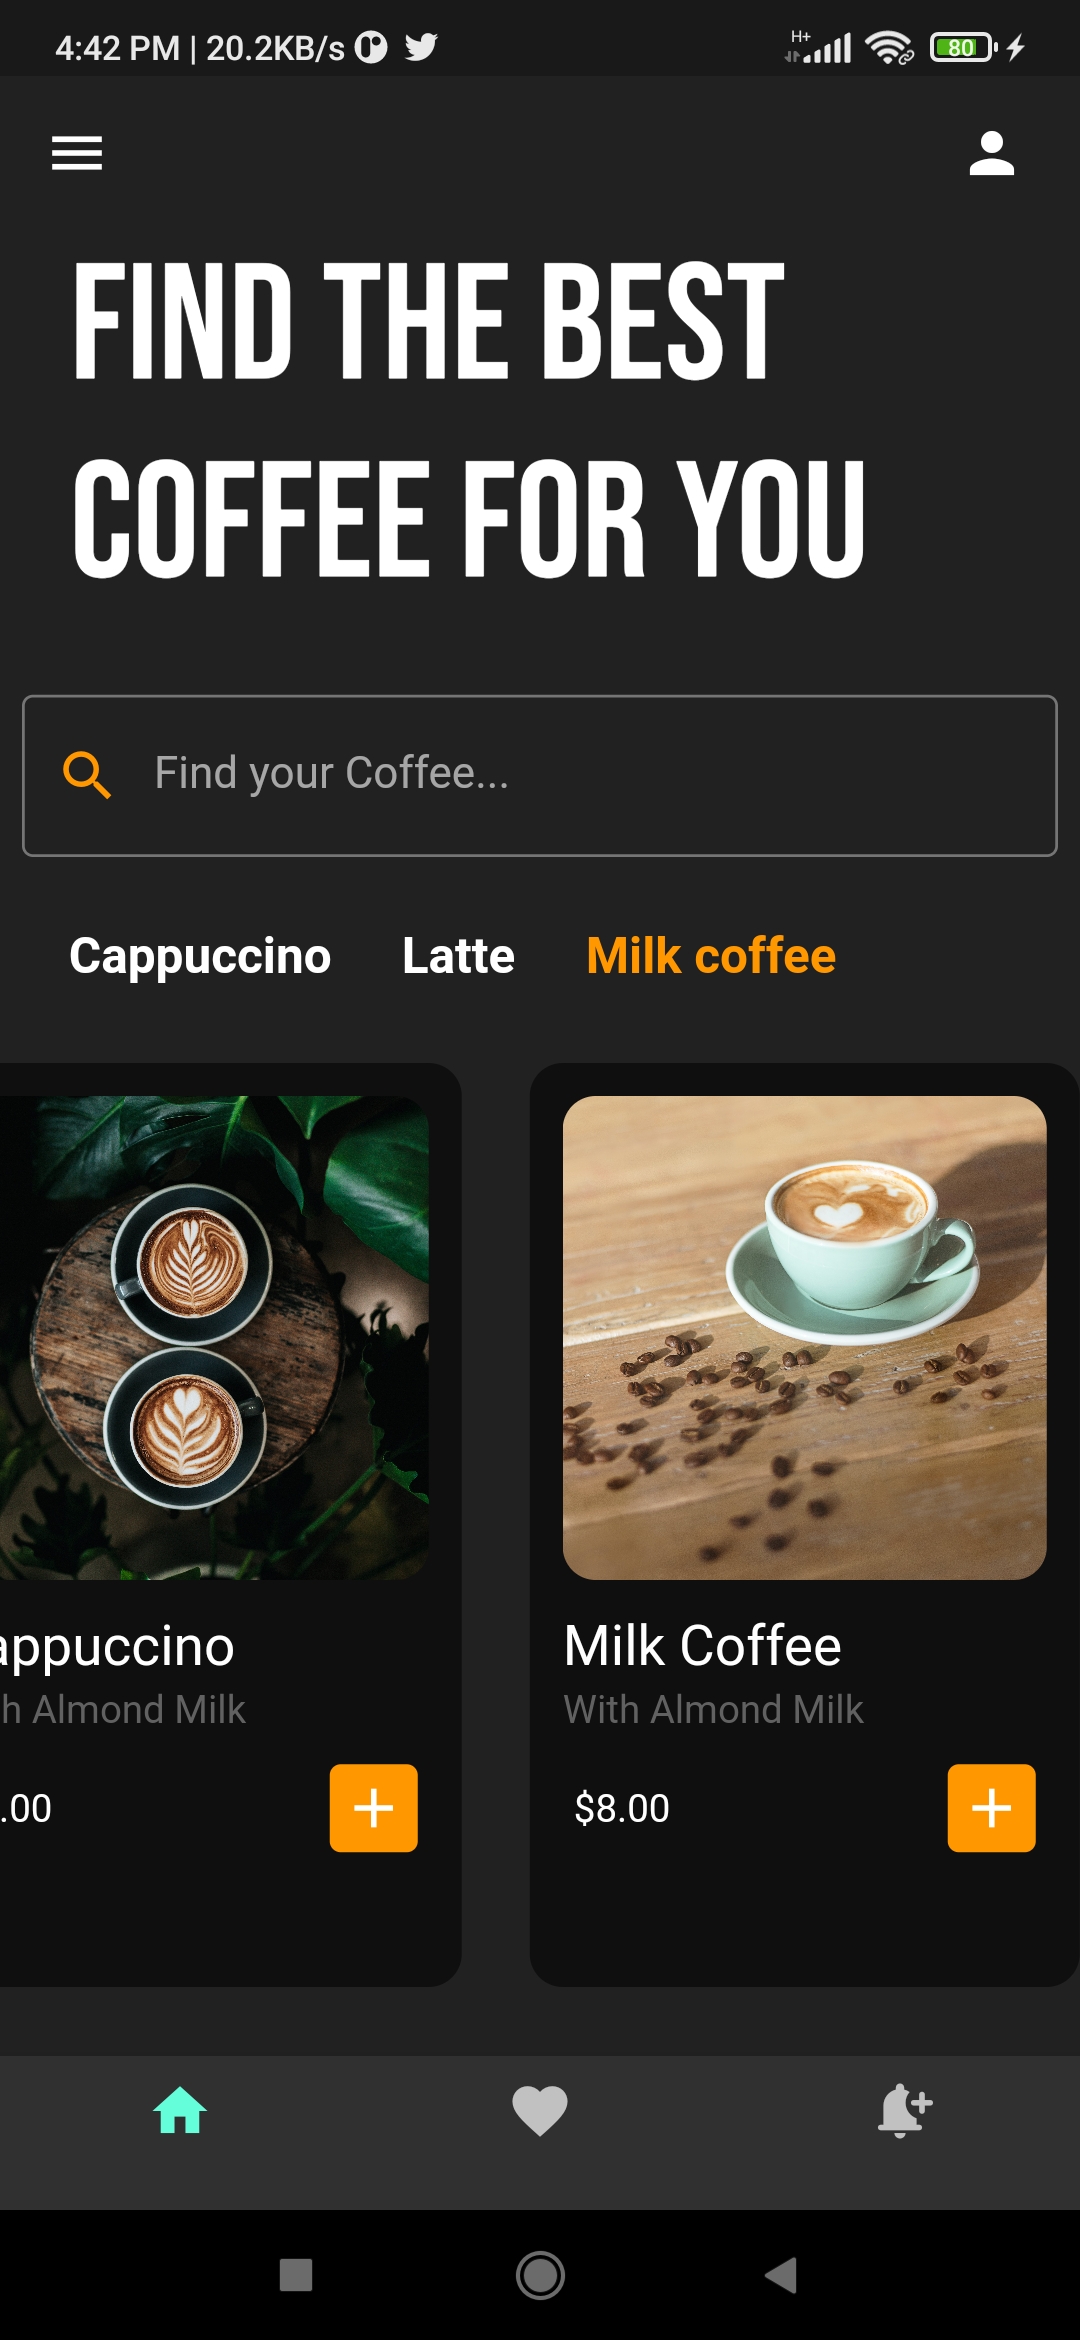 4:42 PM | 20.2KB/s
H+
80
FIND THE BEST
COFFEE FOR YOU
Find your Coffee...
Cappuccino Latte Milk coffee
appuccino
h Almond Milk
.00
Milk Coffee
With Almond Milk
$8.00